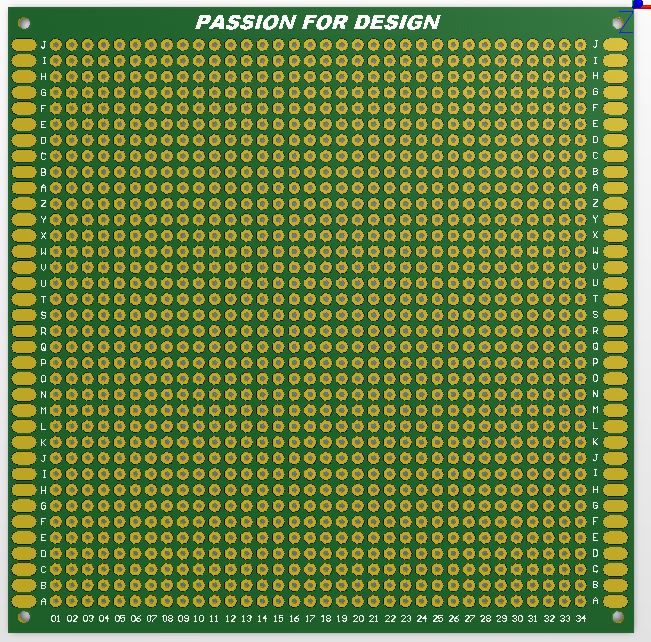 PASSION FOR DESIGN
J J
I I
H H
G G
F F
E E
D D
C C
B B
A A
Z Z
Y Y
X X
W W
V V
U U
T T
S S
R R
Q Q
P P
O O
N N
M M
L L
K K
J J
I I
H H
G G
F F
E E
D D
C C
B B
A A
01 02 03 04 05 06 07 08 09 10 11 12 13 14 15 16 17 18 19 20 21 22 23 24 25 26 27 28 29 30 31 32 33 34